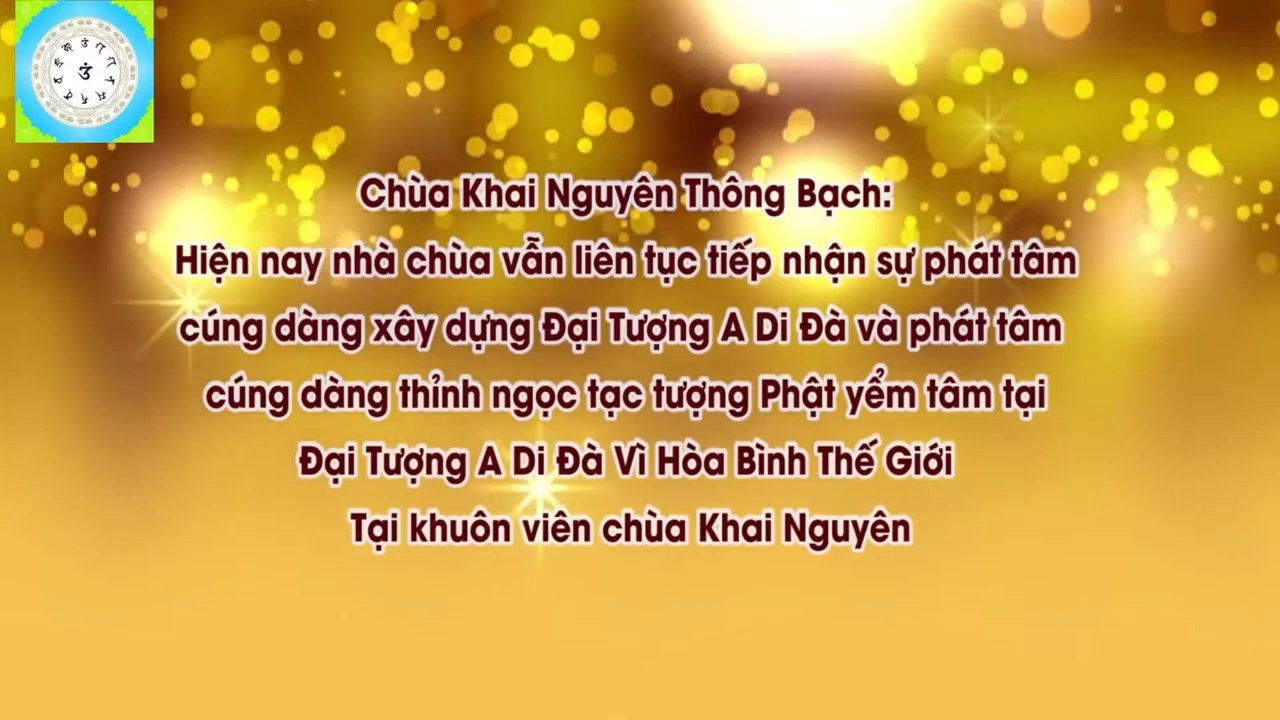 Chùa Khai Nguyên Thông Bạch:
Hiện nay nhà chùa vẫn liên tục tiếp nhận sự phát tâm
cúng dàng xây dựng Đại Tượng A Di Đà và phát tâm
cúng dàng thỉnh ngọc tạc tượng Phật yểm tâm tại
Đại Tượng A Di Đà Vì Hòa Bình Thế Giới
Tại khuôn viên chùa Khai Nguyên